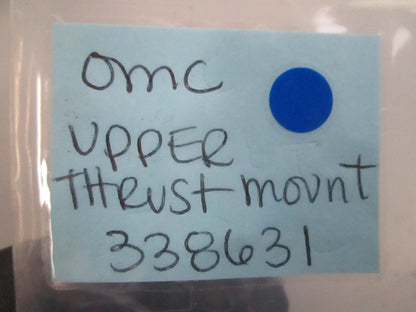 omc
UPPER
THRUST mount
338631